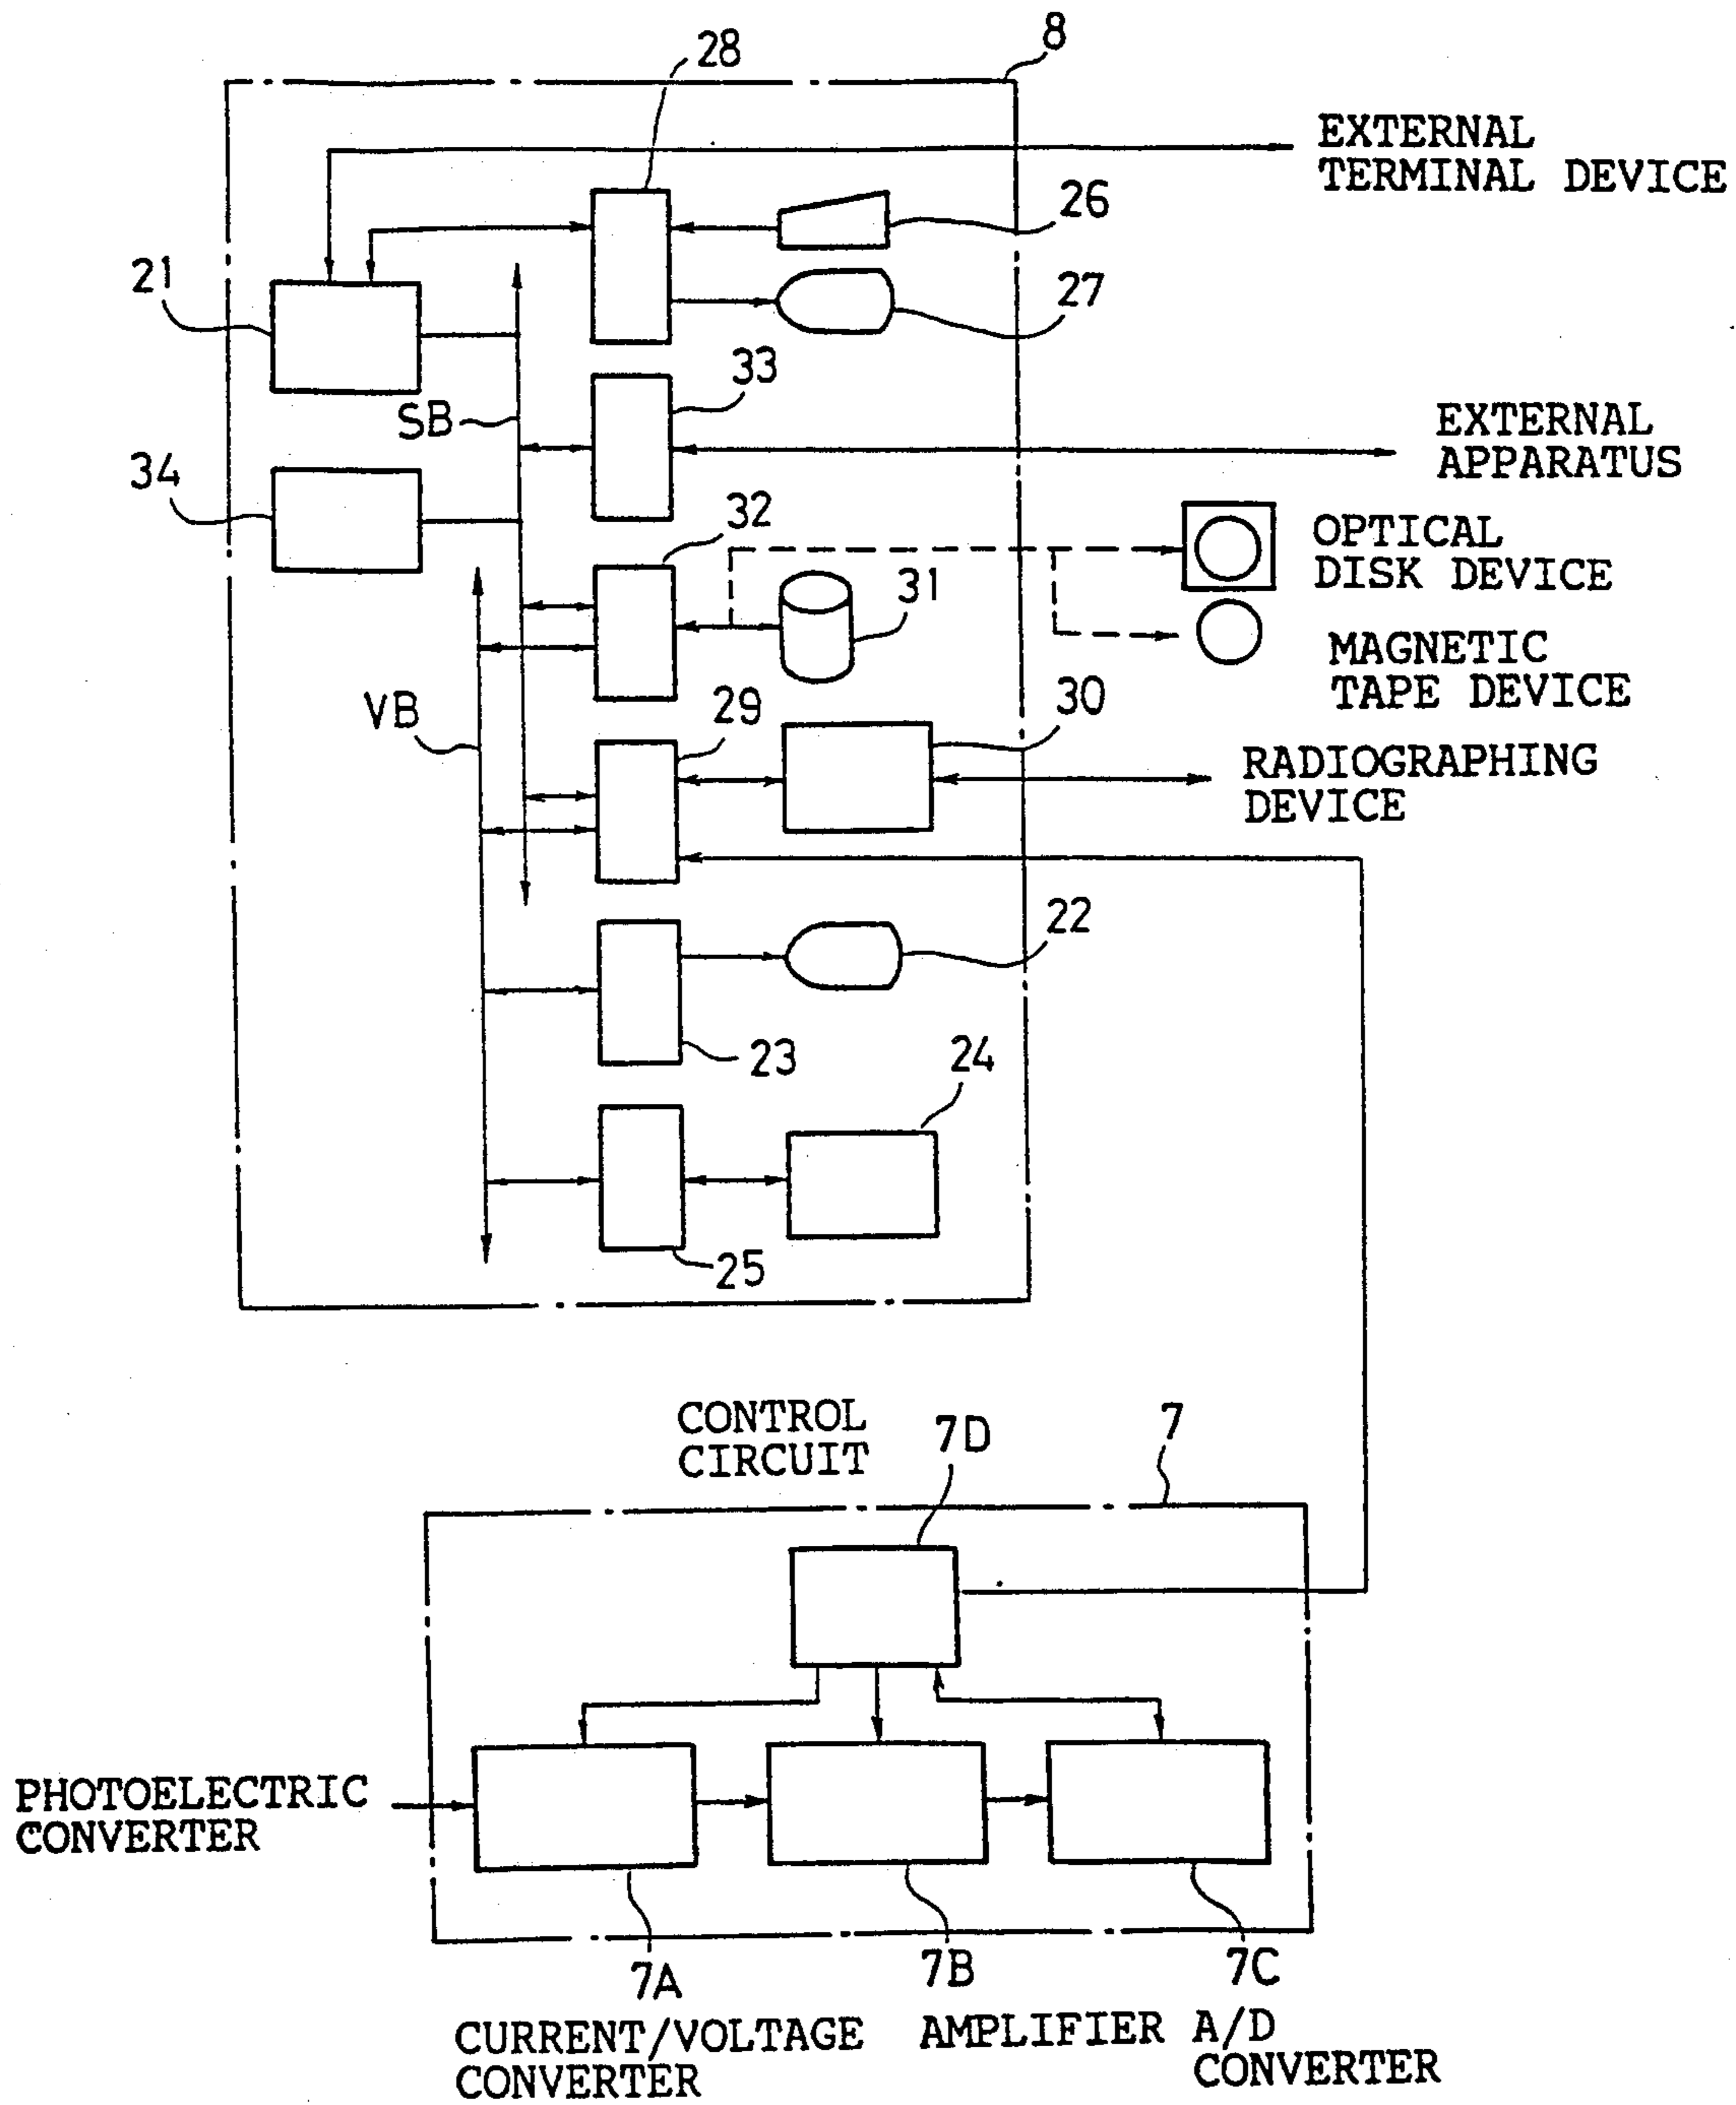 8
28
EXTERNAL
TERMINAL DEVICE
26
21
27
33
SB
EXTERNAL
APPARATUS
34
32
OPTICAL
DISK DEVICE
31
MAGNETIC
TAPE DEVICE
VB
29
30
RADIOGRAPHING
DEVICE
22
23
24
25
CONTROL
CIRCUIT
7D
7
PHOTOELECTRIC
CONVERTER
7A
7B
7C
CURRENT/VOLTAGE
CONVERTER
AMPLIFIER
A/D
CONVERTER